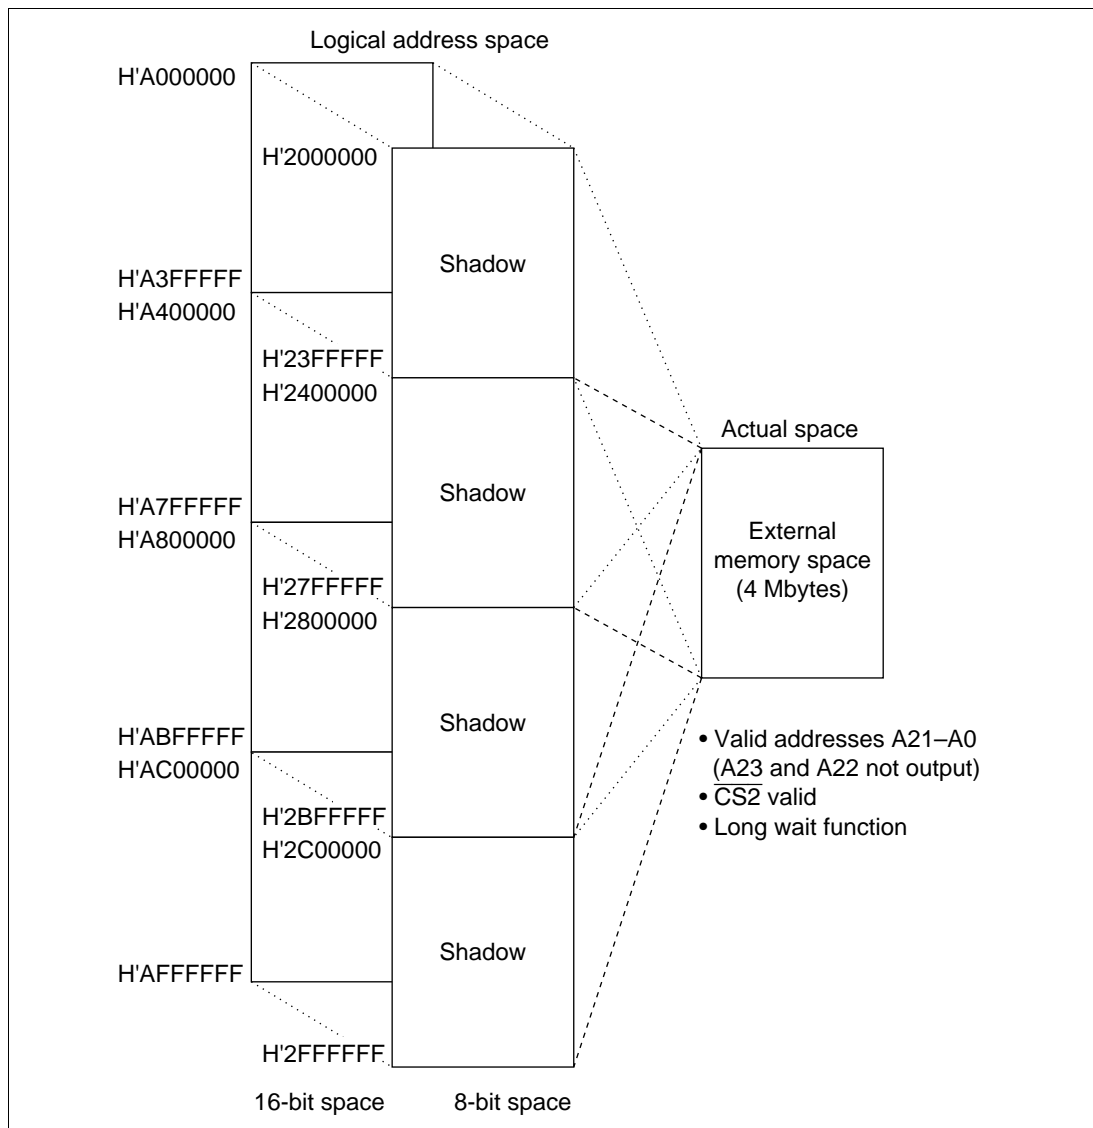 Logical address space
H'A000000
H'2000000
Shadow
H'A3FFFFF
H'A400000
H'23FFFFF
H'2400000
Actual space
Shadow
H'A7FFFFF
H'A800000
External
memory space
(4 Mbytes)
H'27FFFFF
H'2800000
Shadow
H'ABFFFFF
H'AC00000
• Valid addresses A21–A0
(A23 and A22 not output)
• C̅S̅2̅ valid
• Long wait function
H'2BFFFFF
H'2C00000
Shadow
H'AFFFFFF
H'2FFFFFF
16-bit space
8-bit space